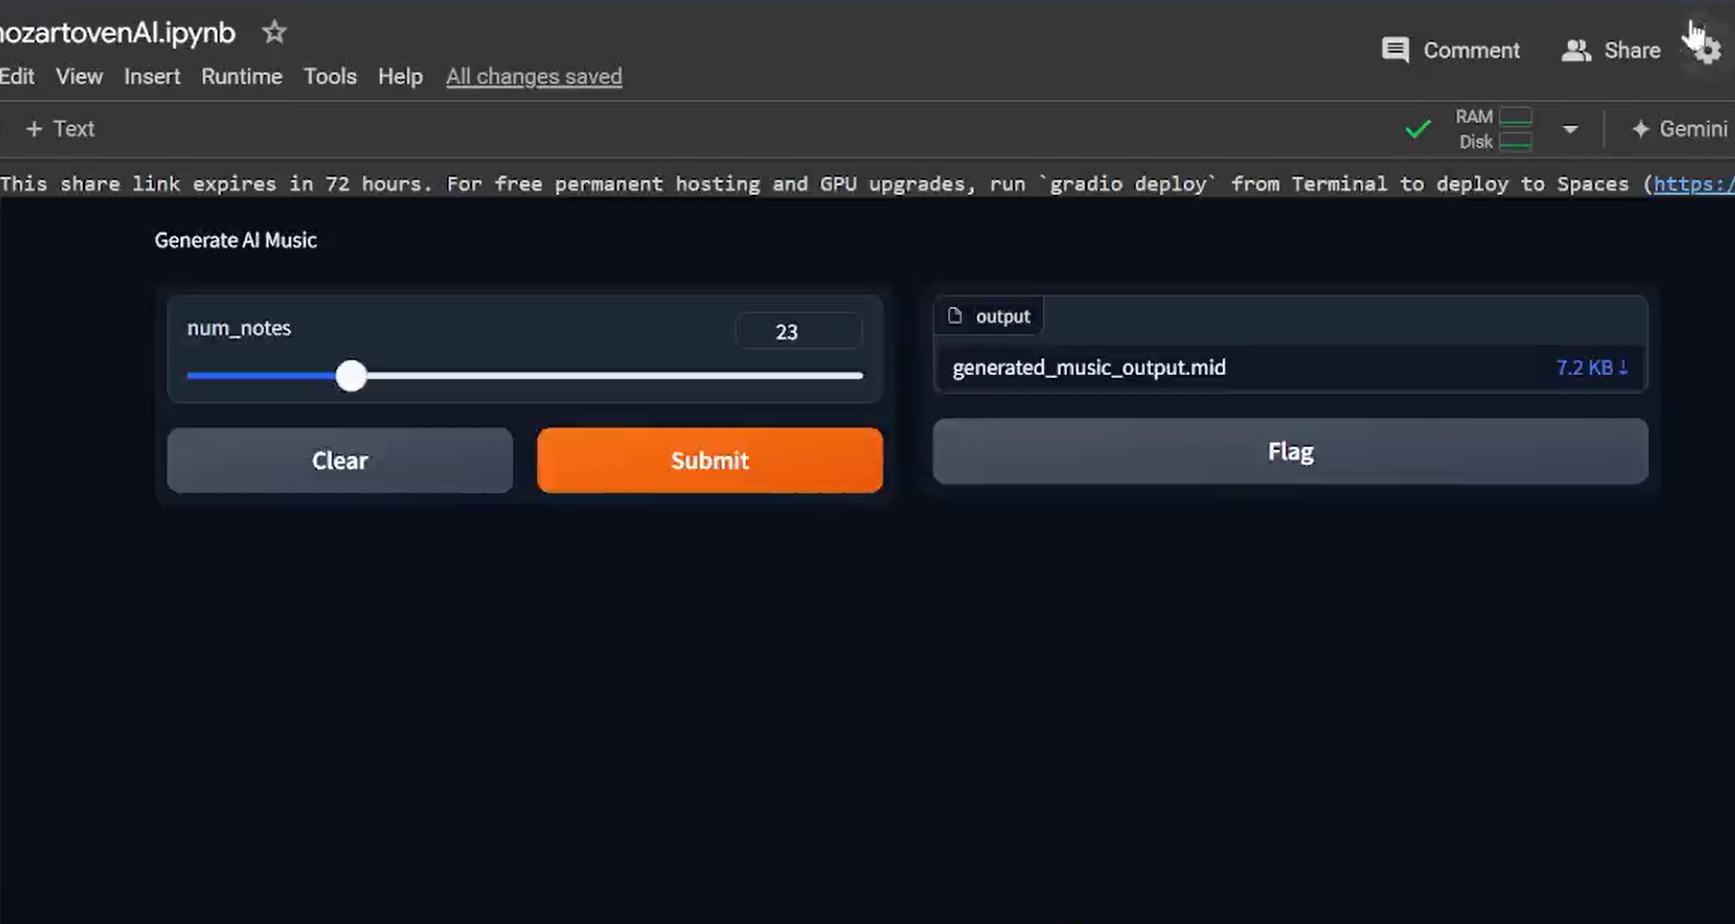 nozartovenAI.ipynb
Comment Share
Edit View Insert Runtime Tools Help All changes saved
+ Text
RAM
Disk
Gemini
This share link expires in 72 hours. For free permanent hosting and GPU upgrades, run `gradio deploy` from Terminal to deploy to Spaces (https:/
Generate AI Music
num_notes
23
Clear
Submit
output
generated_music_output.mid 7.2 KB ↓
Flag